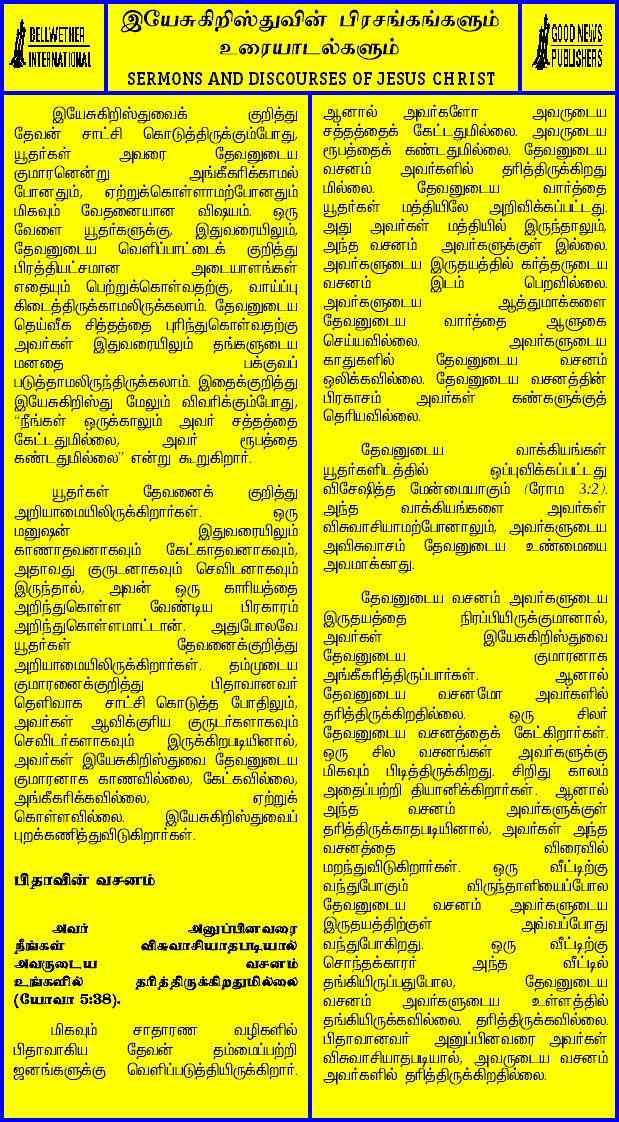 BELLWETHER
INTERNATIONAL
இயேசுகிறிஸ்துவின் பிரசங்கங்களும்
உரையாடல்களும்
SERMONS AND DISCOURSES OF JESUS CHRIST
GOOD NEWS
PUBLISHERS
இயேசுகிறிஸ்துவைக் குறித்து
தேவன் சாட்சி கொடுத்திருக்கும்போது,
யூதர்கள் அவரை தேவனுடைய
குமாரனென்று அங்கீகரிக்காமல்
போனதும், ஏற்றுக்கொள்ளாமற்போனதும்
மிகவும் வேதனையான விஷயம். ஒரு
வேளை யூதர்களுக்கு, இதுவரையிலும்,
தேவனுடைய வெளிப்பாட்டைக் குறித்து
பிரத்தியட்சமான அடையாளங்கள்
எதையும் பெற்றுக்கொள்வதற்கு, வாய்ப்பு
கிடைத்திருக்காமலிருக்கலாம். தேவனுடைய
தெய்வீக சித்தத்தை புரிந்துகொள்வதற்கு
அவர்கள் இதுவரையிலும் தங்களுடைய
மனதை பக்குவப்
படுத்தாமலிருந்திருக்கலாம். இதைக்குறித்து
இயேசுகிறிஸ்து மேலும் விவரிக்கும்போது,
“நீங்கள் ஒருக்காலும் அவர் சத்தத்தை
கேட்டதுமில்லை, அவர் ரூபத்தை
கண்டதுமில்லை” என்று கூறுகிறார்.
யூதர்கள் தேவனைக் குறித்து
அறியாமையிலிருக்கிறார்கள். ஒரு
மனுஷன் இதுவரையிலும்
காணாதவனாகவும் கேட்காதவனாகவும்,
அதாவது குருடனாகவும் செவிடனாகவும்
இருந்தால், அவன் ஒரு காரியத்தை
அறிந்துகொள்ள வேண்டிய பிரகாரம்
அறிந்துகொள்ளமாட்டான். அதுபோலவே
யூதர்கள் தேவனைக்குறித்து
அறியாமையிலிருக்கிறார்கள். தம்முடைய
குமாரனைக்குறித்து பிதாவானவர்
தெளிவாக சாட்சி கொடுத்த போதிலும்,
அவர்கள் ஆவிக்குரிய குருடர்களாகவும்
செவிடர்களாகவும் இருக்கிறபடியினால்,
அவர்கள் இயேசுகிறிஸ்துவை தேவனுடைய
குமாரனாக காணவில்லை, கேட்கவில்லை,
அங்கீகரிக்கவில்லை, ஏற்றுக்
கொள்ளவில்லை. இயேசுகிறிஸ்துவைப்
புறக்கணித்துவிடுகிறார்கள்.
பிதாவின் வசனம்
அவர் அனுப்பினவரை
நீங்கள் விசுவாசியாதபடியால்
அவருடைய வசனம்
உங்களில் தரித்திருக்கிறதுமில்லை
(யோவா 5:38).
மிகவும் சாதாரண வழிகளில்
பிதாவாகிய தேவன் தம்மைப்பற்றி
ஜனங்களுக்கு வெளிப்படுத்தியிருக்கிறார்.
ஆனால் அவர்களோ அவருடைய
சத்தத்தைக் கேட்டதுமில்லை. அவருடைய
ரூபத்தைக் கண்டதுமில்லை. தேவனுடைய
வசனம் அவர்களில் தரித்திருக்கிறது
மில்லை. தேவனுடைய வார்த்தை
யூதர்கள் மத்தியிலே அறிவிக்கப்பட்டது.
அது அவர்கள் மத்தியில் இருந்தாலும்,
அந்த வசனம் அவர்களுக்குள் இல்லை.
அவர்களுடைய இருதயத்தில் கர்த்தருடைய
வசனம் இடம் பெறவில்லை.
அவர்களுடைய ஆத்துமாக்களை
தேவனுடைய வார்த்தை ஆளுகை
செய்யவில்லை. அவர்களுடைய
காதுகளில் தேவனுடைய வசனம்
ஒலிக்கவில்லை. தேவனுடைய வசனத்தின்
பிரகாசம் அவர்கள் கண்களுக்குத்
தெரியவில்லை.
தேவனுடைய வாக்கியங்கள்
யூதர்களிடத்தில் ஒப்புவிக்கப்பட்டது
விசேஷித்த மேன்மையாகும் (ரோம 3:2).
அந்த வாக்கியங்களை அவர்கள்
விசுவாசியாமற்போனாலும், அவர்களுடைய
அவிசுவாசம் தேவனுடைய உண்மையை
அவமாக்காது.
தேவனுடைய வசனம் அவர்களுடைய
இருதயத்தை நிரப்பியிருக்குமானால்,
அவர்கள் இயேசுகிறிஸ்துவை
தேவனுடைய குமாரனாக
அங்கீகரித்திருப்பார்கள். ஆனால்
தேவனுடைய வசனமோ அவர்களில்
தரித்திருக்கிறதில்லை. ஒரு சிலர்
தேவனுடைய வசனத்தைக் கேட்கிறார்கள்.
ஒரு சில வசனங்கள் அவர்களுக்கு
மிகவும் பிடித்திருக்கிறது. சிறிது காலம்
அதைப்பற்றி தியானிக்கிறார்கள். ஆனால்
அந்த வசனம் அவர்களுக்குள்
தரித்திருக்காதபடியினால், அவர்கள் அந்த
வசனத்தை விரைவில்
மறந்துவிடுகிறார்கள். ஒரு வீட்டிற்கு
வந்துபோகும் விருந்தாளியைப்போல
தேவனுடைய வசனம் அவர்களுடைய
இருதயத்திற்குள் அவ்வப்போது
வந்துபோகிறது. ஒரு வீட்டிற்கு
சொந்தக்காரர் அந்த வீட்டில்
தங்கியிருப்பதுபோல, தேவனுடைய
வசனம் அவர்களுடைய உள்ளத்தில்
தங்கியிருக்கவில்லை. தரித்திருக்கவில்லை.
பிதாவானவர் அனுப்பினவரை அவர்கள்
விசுவாசியாதபடியால், அவருடைய வசனம்
அவர்களில் தரித்திருக்கிறதில்லை.